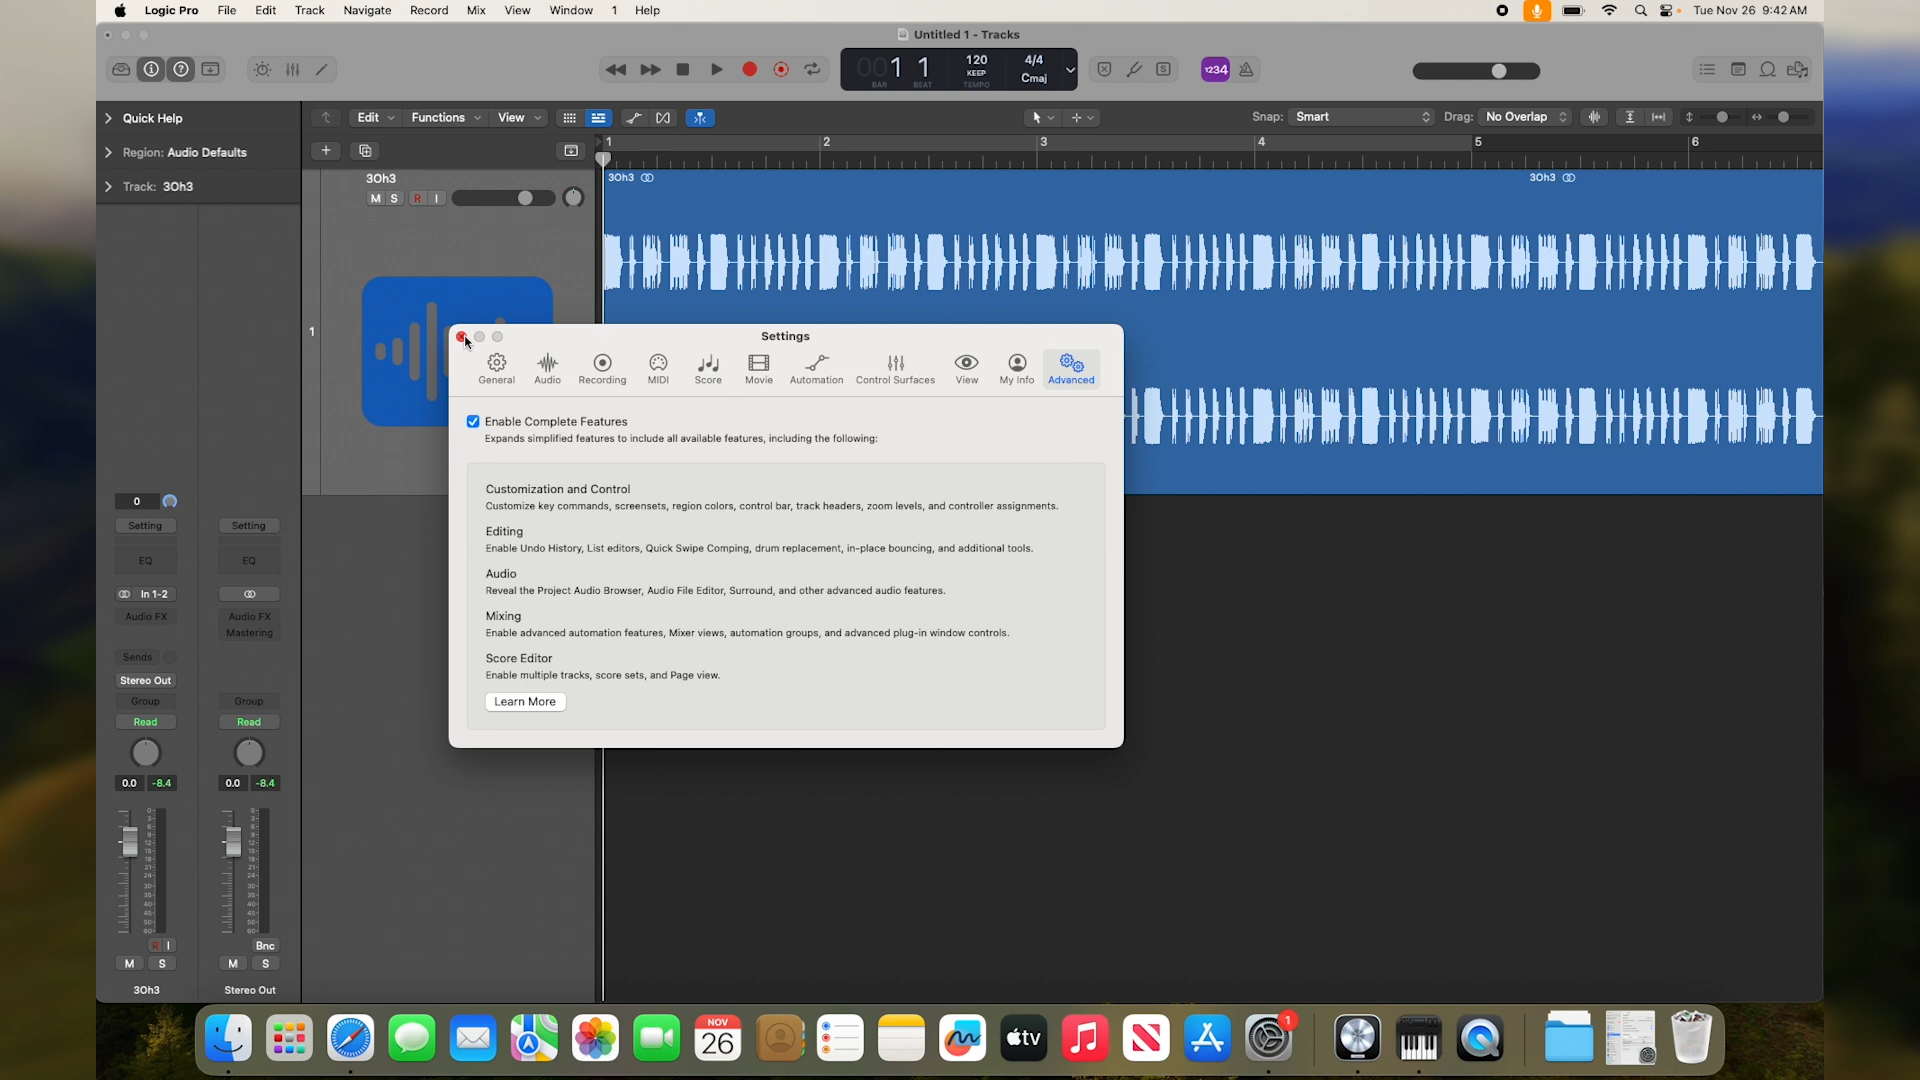 Logic Pro File Edit Track Navigate Record Mix View Window 1 Help Tue Nov 26 9:42 AM
Untitled 1 - Tracks
001 1 120 4/4
KEEP Cmaj
BAR BEAT TEMPO
1234
Quick Help
Edit Functions View Snap: Smart Drag: No Overlap
Region: Audio Defaults
1 2 3 4 5 6
Track: 3Oh3
3Oh3
M S R I
3Oh3 3Oh3
1
Settings
General Audio Recording MIDI Score Movie Automation Control Surfaces View My Info Advanced
Enable Complete Features
Expands simplified features to include all available features, including the following:
Customization and Control
Customize key commands, screensets, region colors, control bar, track headers, zoom levels, and controller assignments.
Editing
Enable Undo History, List editors, Quick Swipe Comping, drum replacement, in-place bouncing, and additional tools.
Audio
Reveal the Project Audio Browser, Audio File Editor, Surround, and other advanced audio features.
Mixing
Enable advanced automation features, Mixer views, automation groups, and advanced plug-in window controls.
Score Editor
Enable multiple tracks, score sets, and Page view.
Learn More
0
Setting Setting
EQ EQ
In 1-2
Audio FX Audio FX
Mastering
Sends
Stereo Out
Group Group
Read Read
0.0 -8.4 0.0 -8.4
R I Bnc
M S M S
3Oh3 Stereo Out
NOV
26
tv
1